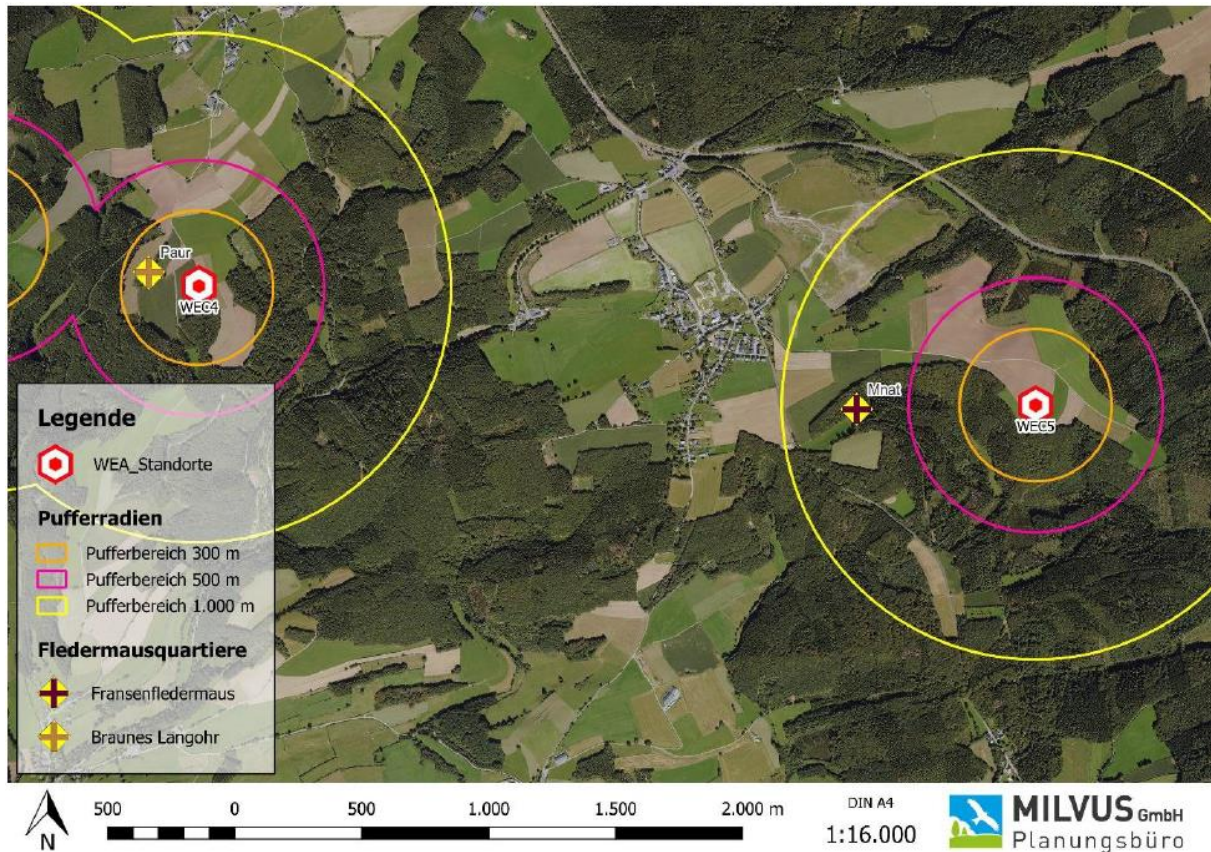 Paur
WEC4
Mnat
WEC5
Legende
WEA_Standorte
Pufferradien
Pufferbereich 300 m
Pufferbereich 500 m
Pufferbereich 1.000 m
Fledermausquartiere
Fransenfledermaus
Braunes Langohr
N
500 0 500 1.000 1.500 2.000 m
DIN A4
1:16.000
MILVUS GmbH
Planungsbüro